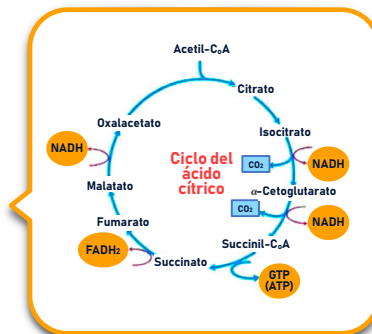 Acetil-CoA
Citrato
Oxalacetato
Isocitrato
NADH
Ciclo del
ácido
cítrico
CO₂
NADH
Malatato
α-Cetoglutarato
CO₂
NADH
Fumarato
Succinil-CoA
FADH₂
Succinato
GTP
(ATP)